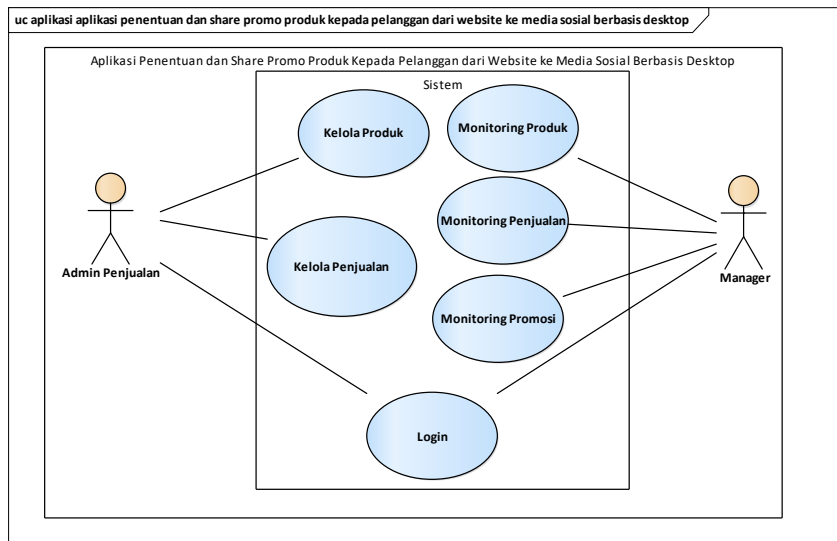 uc aplikasi aplikasi penentuan dan share promo produk kepada pelanggan dari website ke media sosial berbasis desktop
Aplikasi Penentuan dan Share Promo Produk Kepada Pelanggan dari Website ke Media Sosial Berbasis Desktop
Sistem
Kelola Produk
Monitoring Produk
Monitoring Penjualan
Kelola Penjualan
Admin Penjualan
Manager
Monitoring Promosi
Login